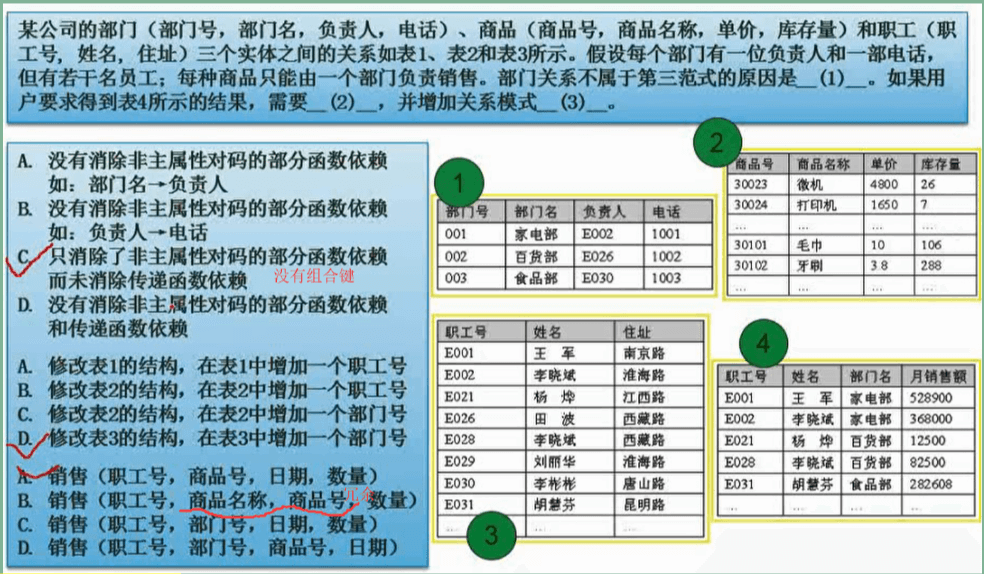 某公司的部门（部门号，部门名，负责人，电话）、商品（商品号，商品名称，单价，库存量）和职工（职
工号，姓名，住址）三个实体之间的关系如表1、表2和表3所示。假设每个部门有一位负责人和一部电话，
但有若干名员工；每种商品只能由一个部门负责销售。部门关系不属于第三范式的原因是__(1)__。如果用
户要求得到表4所示的结果，需要__(2)__，并增加关系模式__(3)__。
A. 没有消除非主属性对码的部分函数依赖
如：部门名→负责人
B. 没有消除非主属性对码的部分函数依赖
如：负责人→电话
C. 只消除了非主属性对码的部分函数依赖
而未消除传递函数依赖
没有组合键
D. 没有消除非主属性对码的部分函数依赖
和传递函数依赖
A. 修改表1的结构，在表1中增加一个职工号
B. 修改表2的结构，在表2中增加一个职工号
C. 修改表2的结构，在表2中增加一个部门号
D. 修改表3的结构，在表3中增加一个部门号
A. 销售（职工号，商品号，日期，数量）
B. 销售（职工号，商品名称，商品号，数量）
冗余
C. 销售（职工号，部门号，日期，数量）
D. 销售（职工号，部门号，商品号，日期）
1
部门号 部门名 负责人 电话
001 家电部 E002 1001
002 百货部 E026 1002
003 食品部 E030 1003
2
商品号 商品名称 单价 库存量
30023 微机 4800 26
30024 打印机 1650 7
... ... ... ...
30101 毛巾 10 106
30102 牙刷 3.8 288
... ... ... ...
职工号 姓名 住址
E001 王 军 南京路
E002 李晓斌 淮海路
E021 杨 烨 江西路
E026 田 波 西藏路
E028 李晓斌 西藏路
E029 刘丽华 淮海路
E030 李彬彬 唐山路
E031 胡慧芬 昆明路
... ... ...
3
4
职工号 姓名 部门名 月销售额
E001 王 军 家电部 528900
E002 李晓斌 家电部 368000
E021 杨 烨 百货部 12500
E028 李晓斌 百货部 82500
E031 胡慧芬 食品部 282608
... ... ... ...